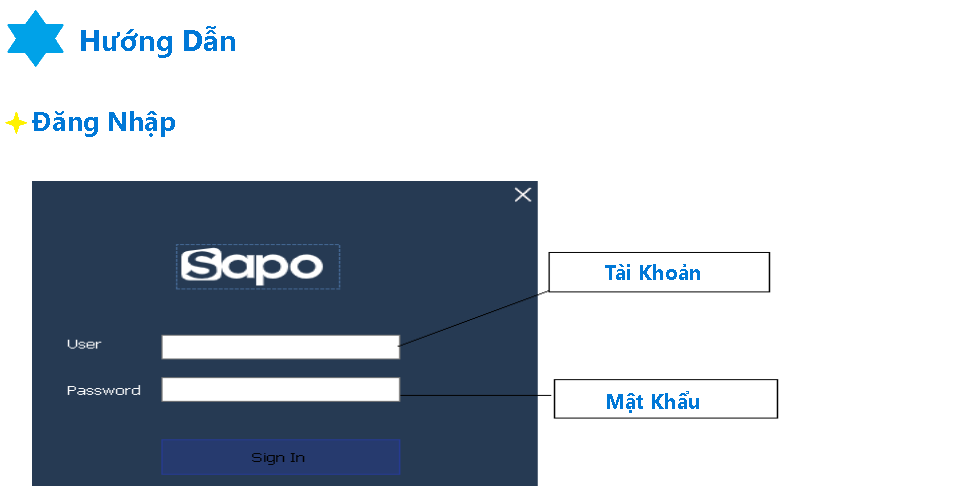 Hướng Dẫn
Đăng Nhập
Sapo
Tài Khoản
User
Password
Mật Khẩu
Sign In